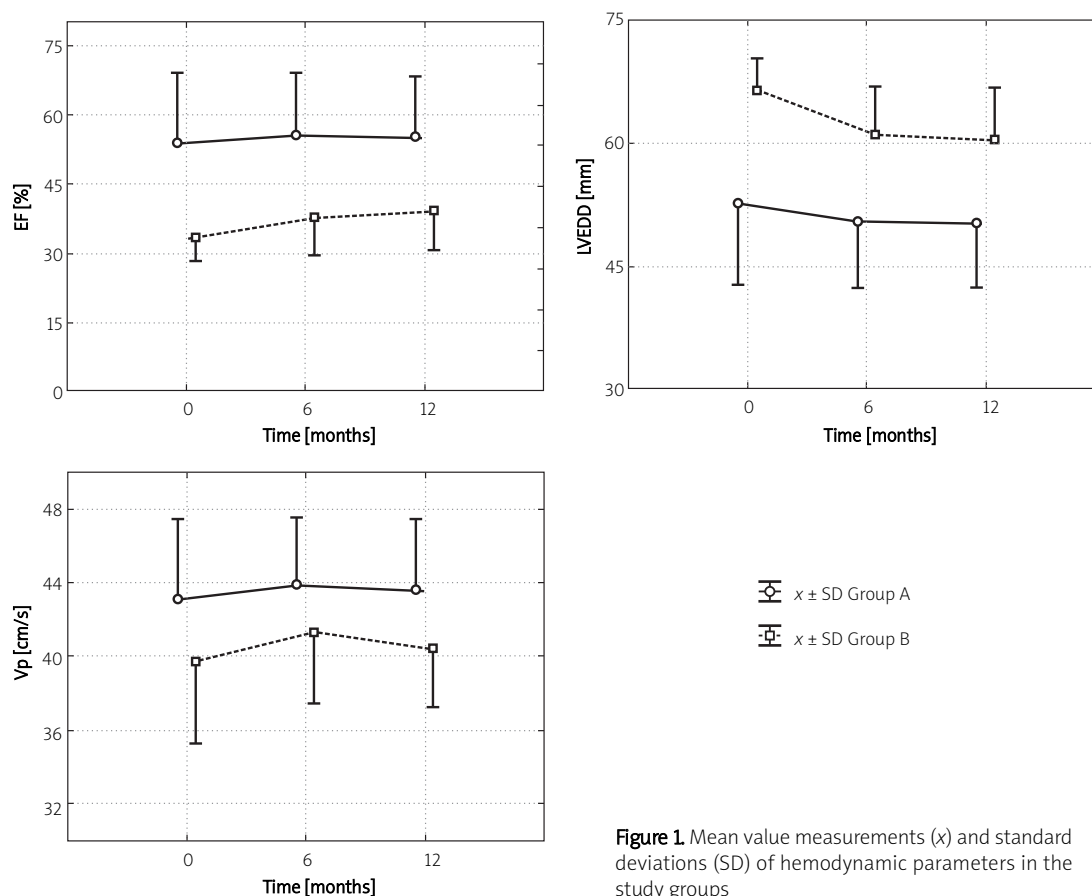 75
60
45
30
15
0
EF [%]
0 6 12
Time [months]
75
60
45
30
LVEDD [mm]
0 6 12
Time [months]
48
44
40
36
32
Vp [cm/s]
0 6 12
Time [months]
x ± SD Group A
x ± SD Group B
Figure 1. Mean value measurements (x) and standard
deviations (SD) of hemodynamic parameters in the
study groups